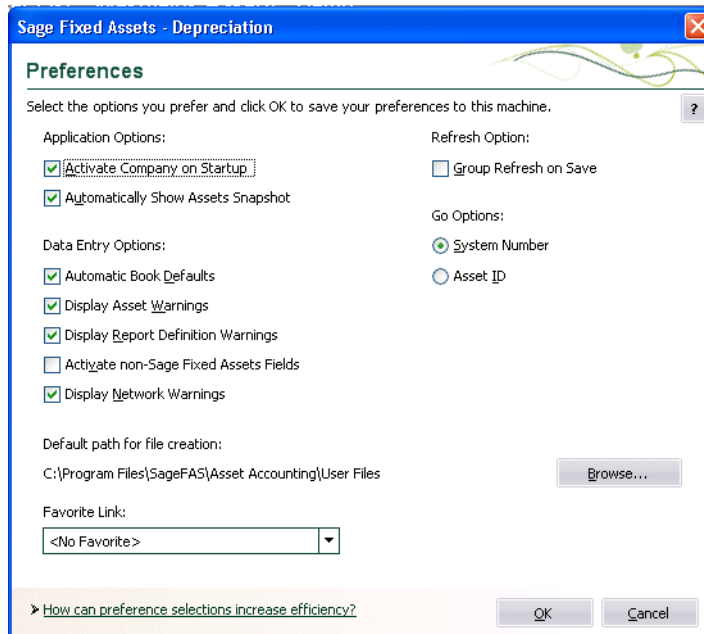 Sage Fixed Assets - Depreciation
Preferences
Select the options you prefer and click OK to save your preferences to this machine.
?
Application Options:
Activate Company on Startup
Automatically Show Assets Snapshot
Refresh Option:
Group Refresh on Save
Go Options:
System Number
Asset ID
Data Entry Options:
Automatic Book Defaults
Display Asset Warnings
Display Report Definition Warnings
Activate non-Sage Fixed Assets Fields
Display Network Warnings
Default path for file creation:
C:\Program Files\SageFAS\Asset Accounting\User Files
Browse...
Favorite Link:
<No Favorite>
How can preference selections increase efficiency?
OK
Cancel